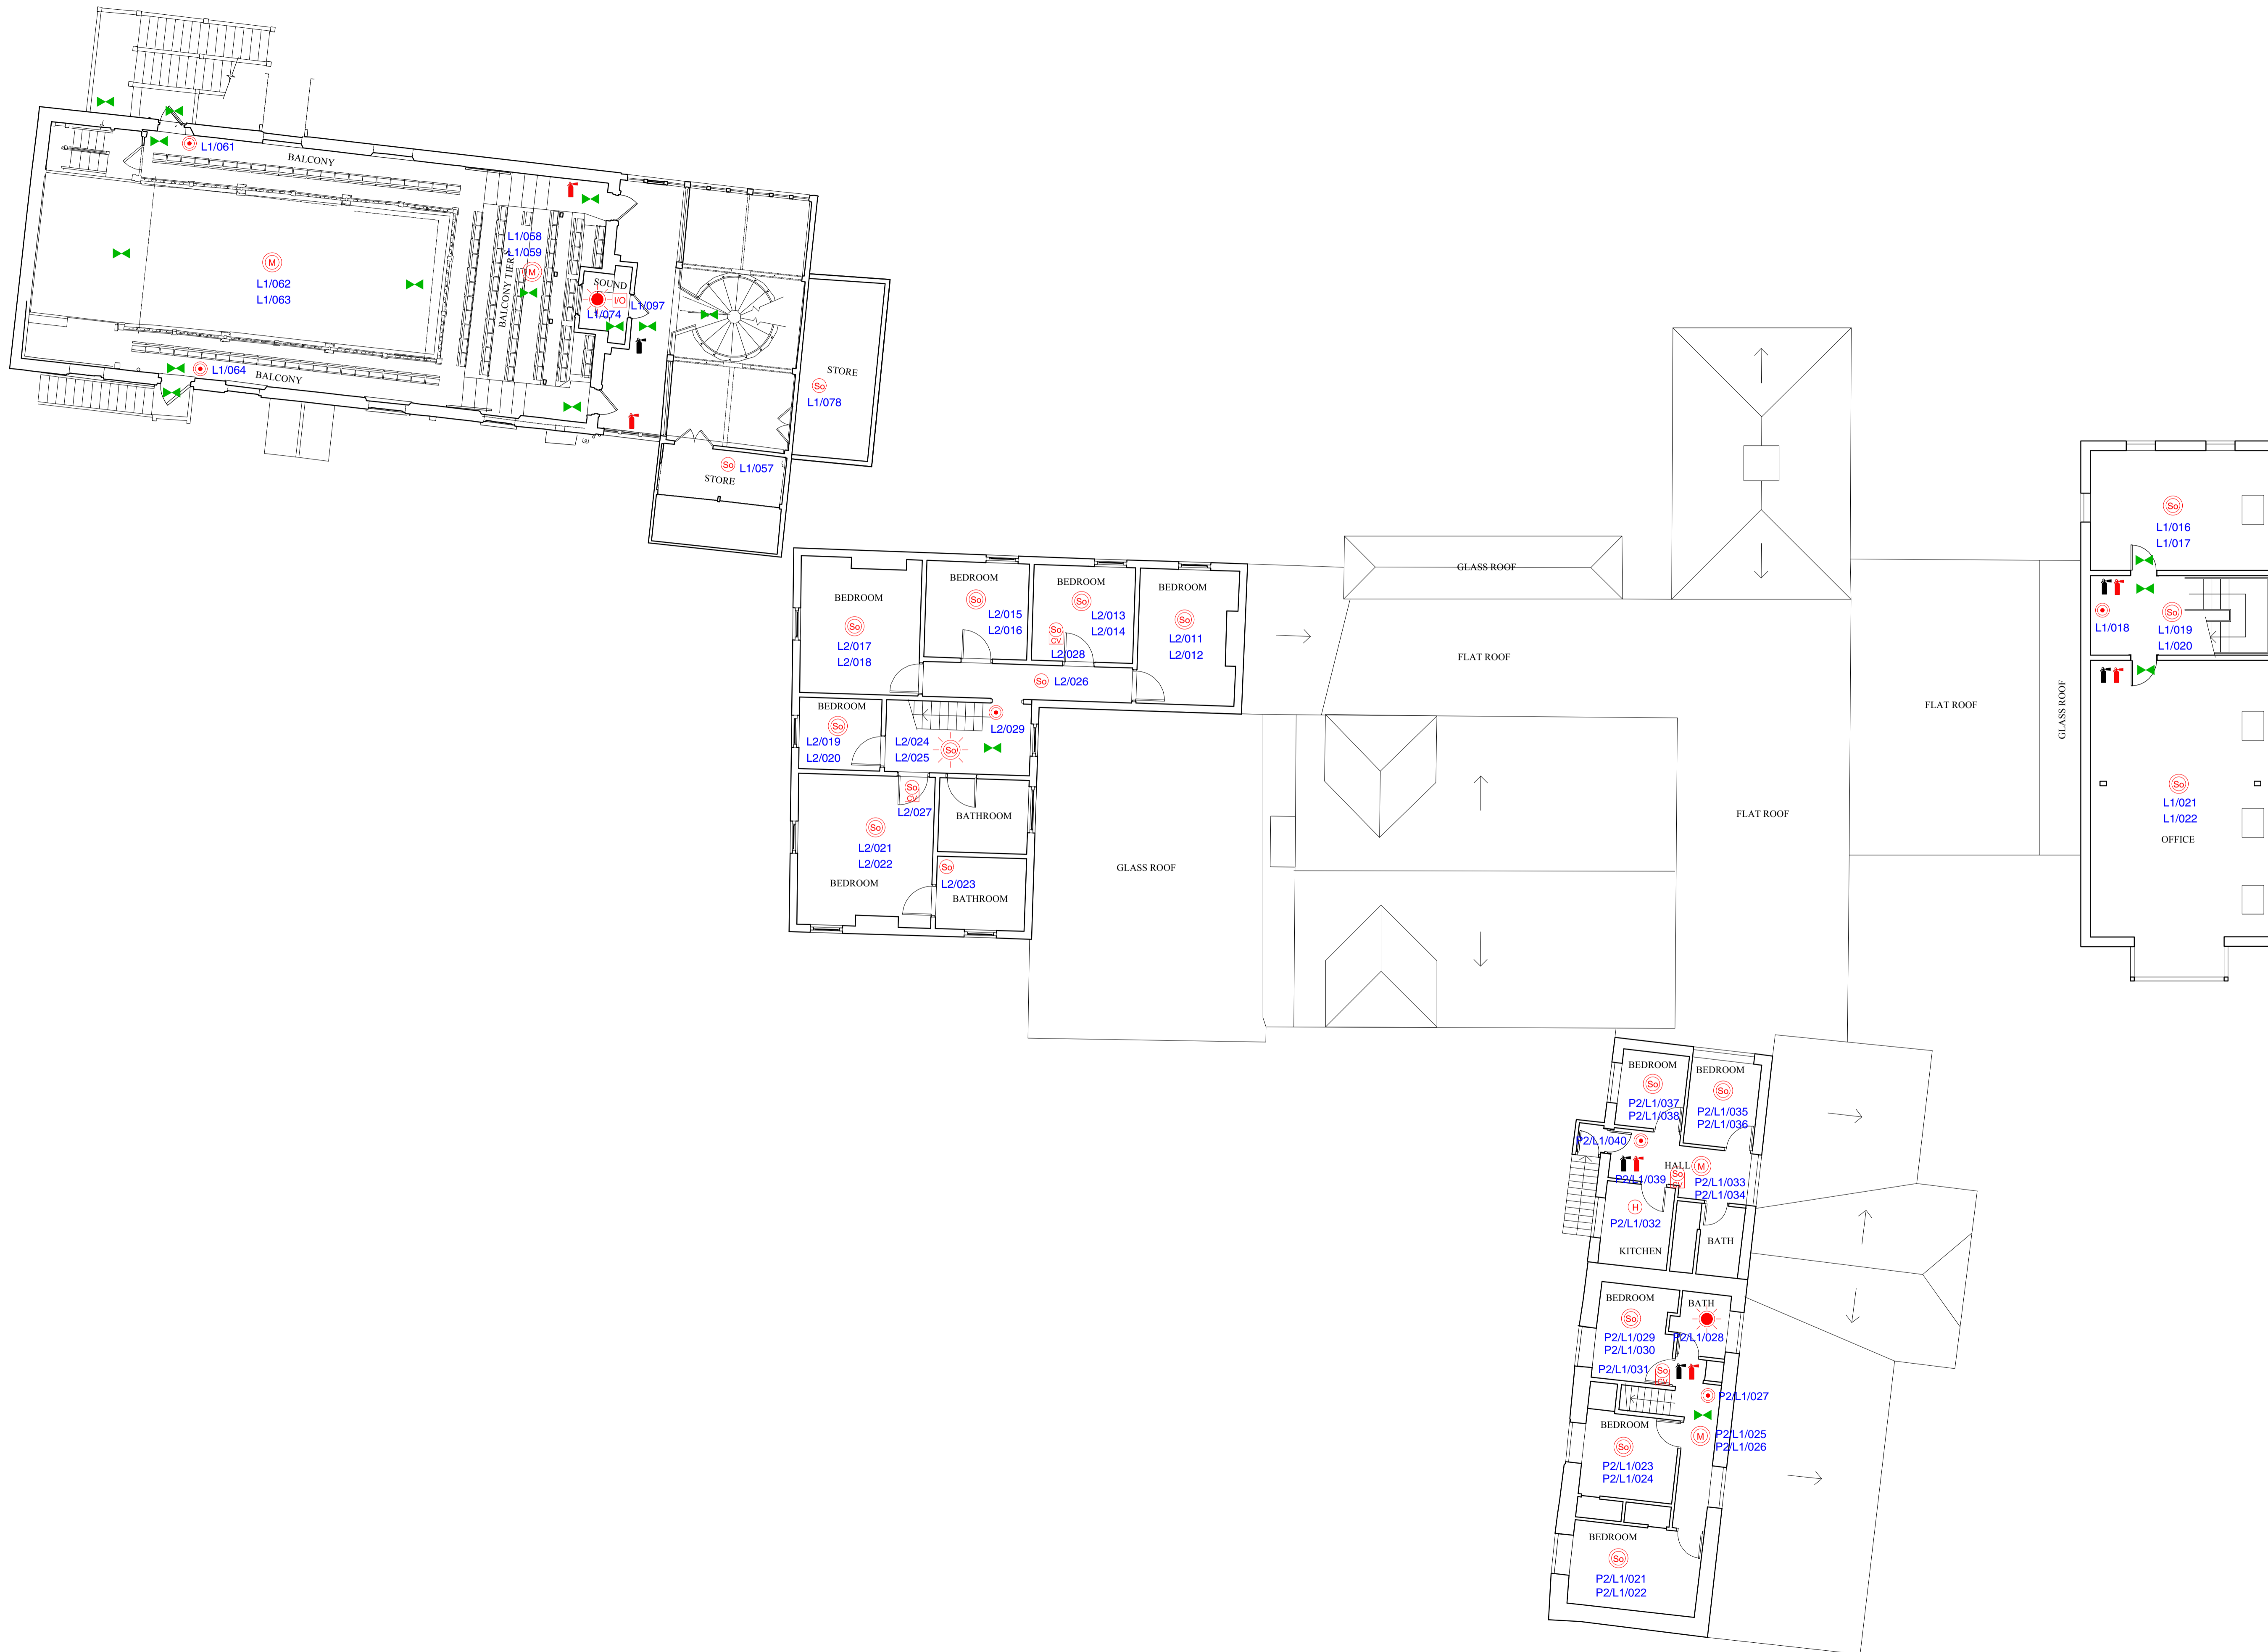 L1/061
BALCONY
M
L1/062
L1/063
L1/058
L1/059
M
BALCONY TIER
SOUND
I/O
L1/097
L1/074
L1/064
BALCONY
STORE
So
L1/078
So
L1/057
STORE
BEDROOM
So
L2/017
L2/018
BEDROOM
So
L2/015
L2/016
BEDROOM
So
L2/013
L2/014
So
CV
L2/028
BEDROOM
So
L2/011
L2/012
So
L2/026
BEDROOM
So
L2/019
L2/020
L2/024
L2/025
So
L2/029
So
CV
L2/027
So
L2/021
L2/022
BEDROOM
BATHROOM
So
L2/023
BATHROOM
GLASS ROOF
FLAT ROOF
GLASS ROOF
FLAT ROOF
FLAT ROOF
GLASS ROOF
So
L1/016
L1/017
L1/018
So
L1/019
L1/020
So
L1/021
L1/022
OFFICE
BEDROOM
So
P2/L1/037
P2/L1/038
BEDROOM
So
P2/L1/035
P2/L1/036
P2/L1/040
HALL
M
So
CV
P2/L1/039
P2/L1/033
P2/L1/034
H
P2/L1/032
KITCHEN
BATH
BEDROOM
So
P2/L1/029
P2/L1/030
BATH
P2/L1/028
P2/L1/031
So
CV
P2/L1/027
BEDROOM
So
P2/L1/023
P2/L1/024
M
P2/L1/025
P2/L1/026
BEDROOM
So
P2/L1/021
P2/L1/022